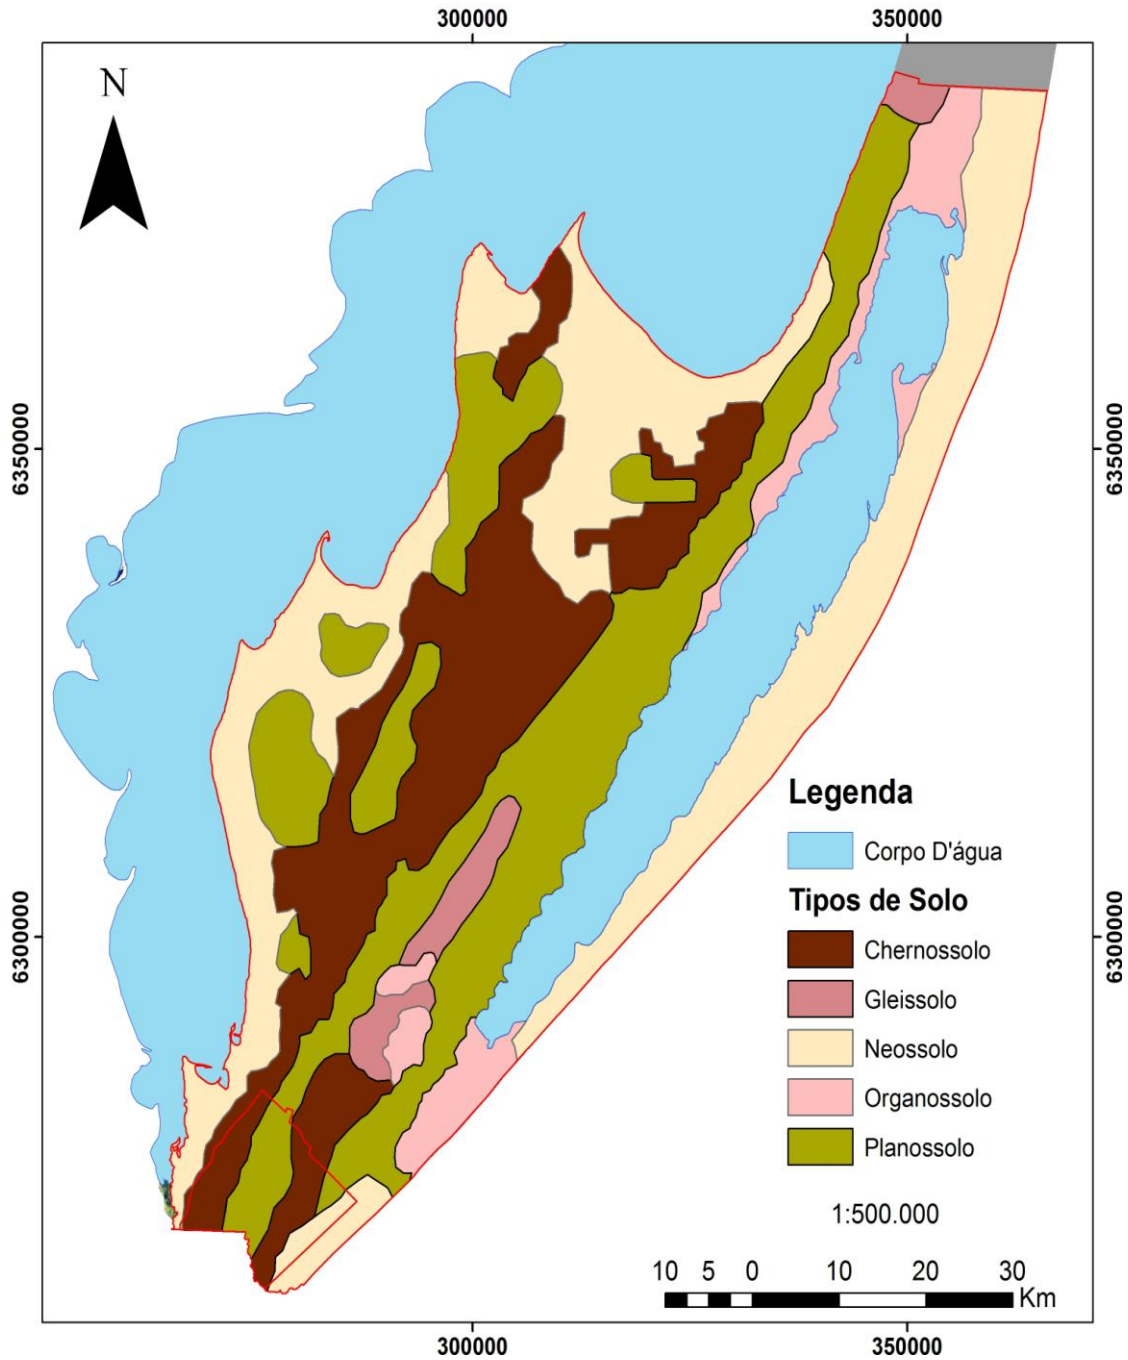 300000 350000
N
6350000 6350000
Legenda
Corpo D'água
Tipos de Solo
6300000 6300000
Chernossolo
Gleissolo
Neossolo
Organossolo
Planossolo
1:500.000
10 5 0 10 20 30
Km
300000 350000